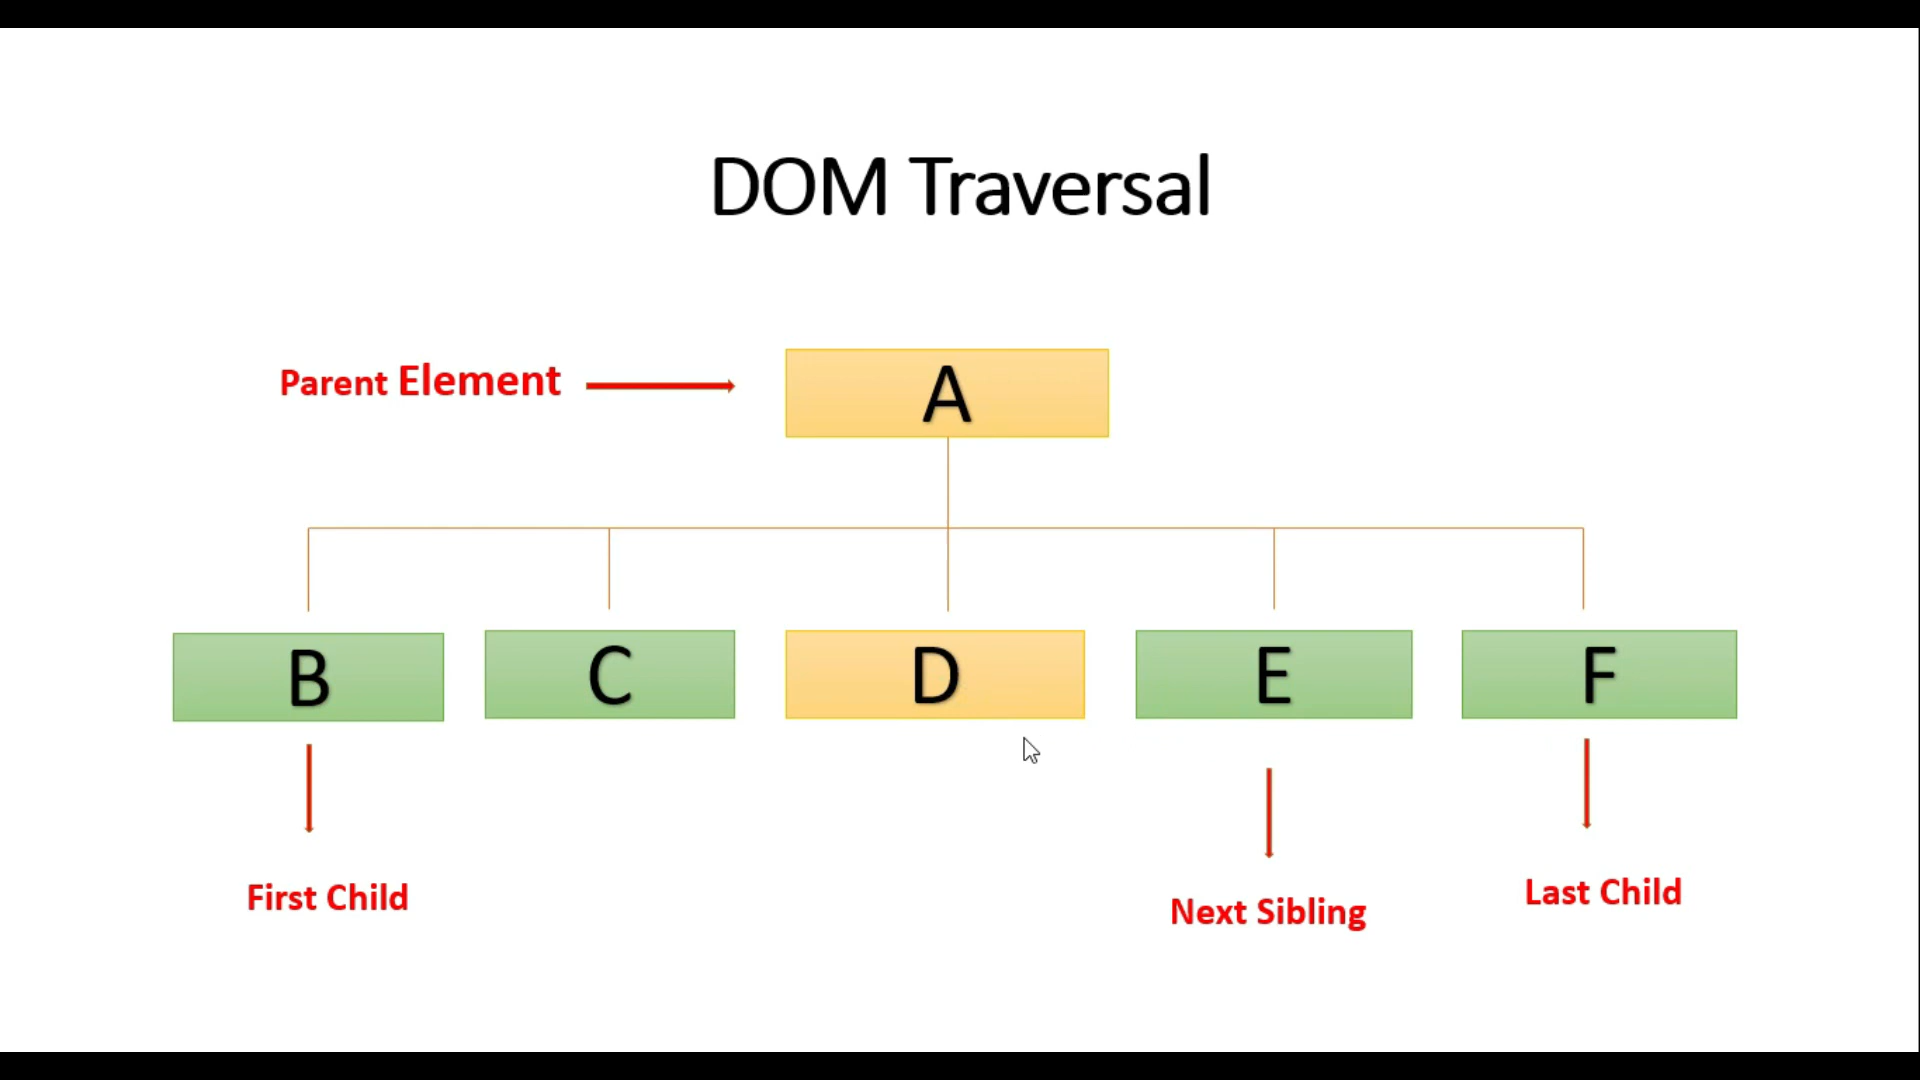 DOM Traversal
Parent Element
A
B
C
D
E
F
First Child
Next Sibling
Last Child